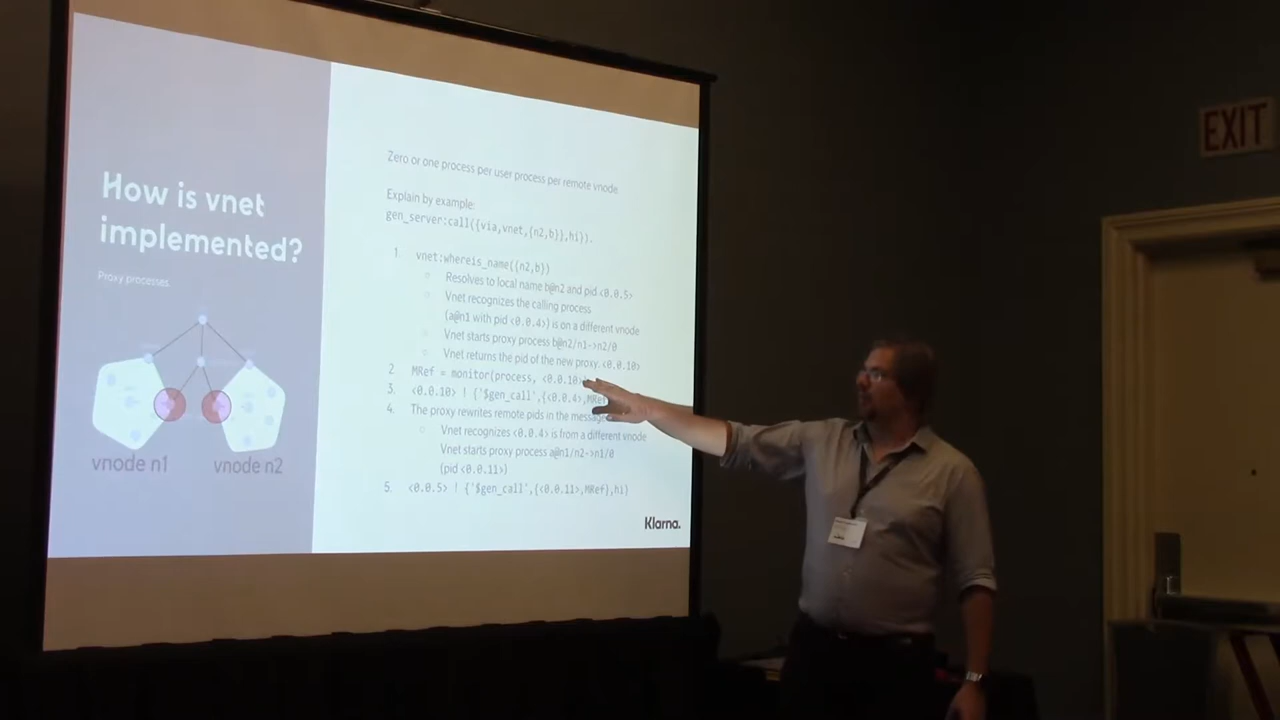 How is vnet
implemented?
Proxy processes
vnode n1
vnode n2
Zero or one process per user process per remote vnode
Explain by example:
gen_server:call({via,vnet,{n2,b}},hi}).
1. vnet:whereis_name({n2,b})
○ Resolves to local name b@n2 and pid <0.0.5>
○ Vnet recognizes the calling process
(a@n1 with pid <0.0.4>) is on a different vnode
○ Vnet starts proxy process b@n2/n1->n2/0
○ Vnet returns the pid of the new proxy. <0.0.10>
2. MRef = monitor(process, <0.0.10>
3. <0.0.10> ! {'$gen_call',{<0.0.4>,MRef
4. The proxy rewrites remote pids in the message
○ Vnet recognizes <0.0.4> is from a different vnode
Vnet starts proxy process a@n1/n2->n1/0
(pid <0.0.11>)
5. <0.0.5> ! {'$gen_call',{<0.0.11>,MRef},hi)
Klarna.
EXIT